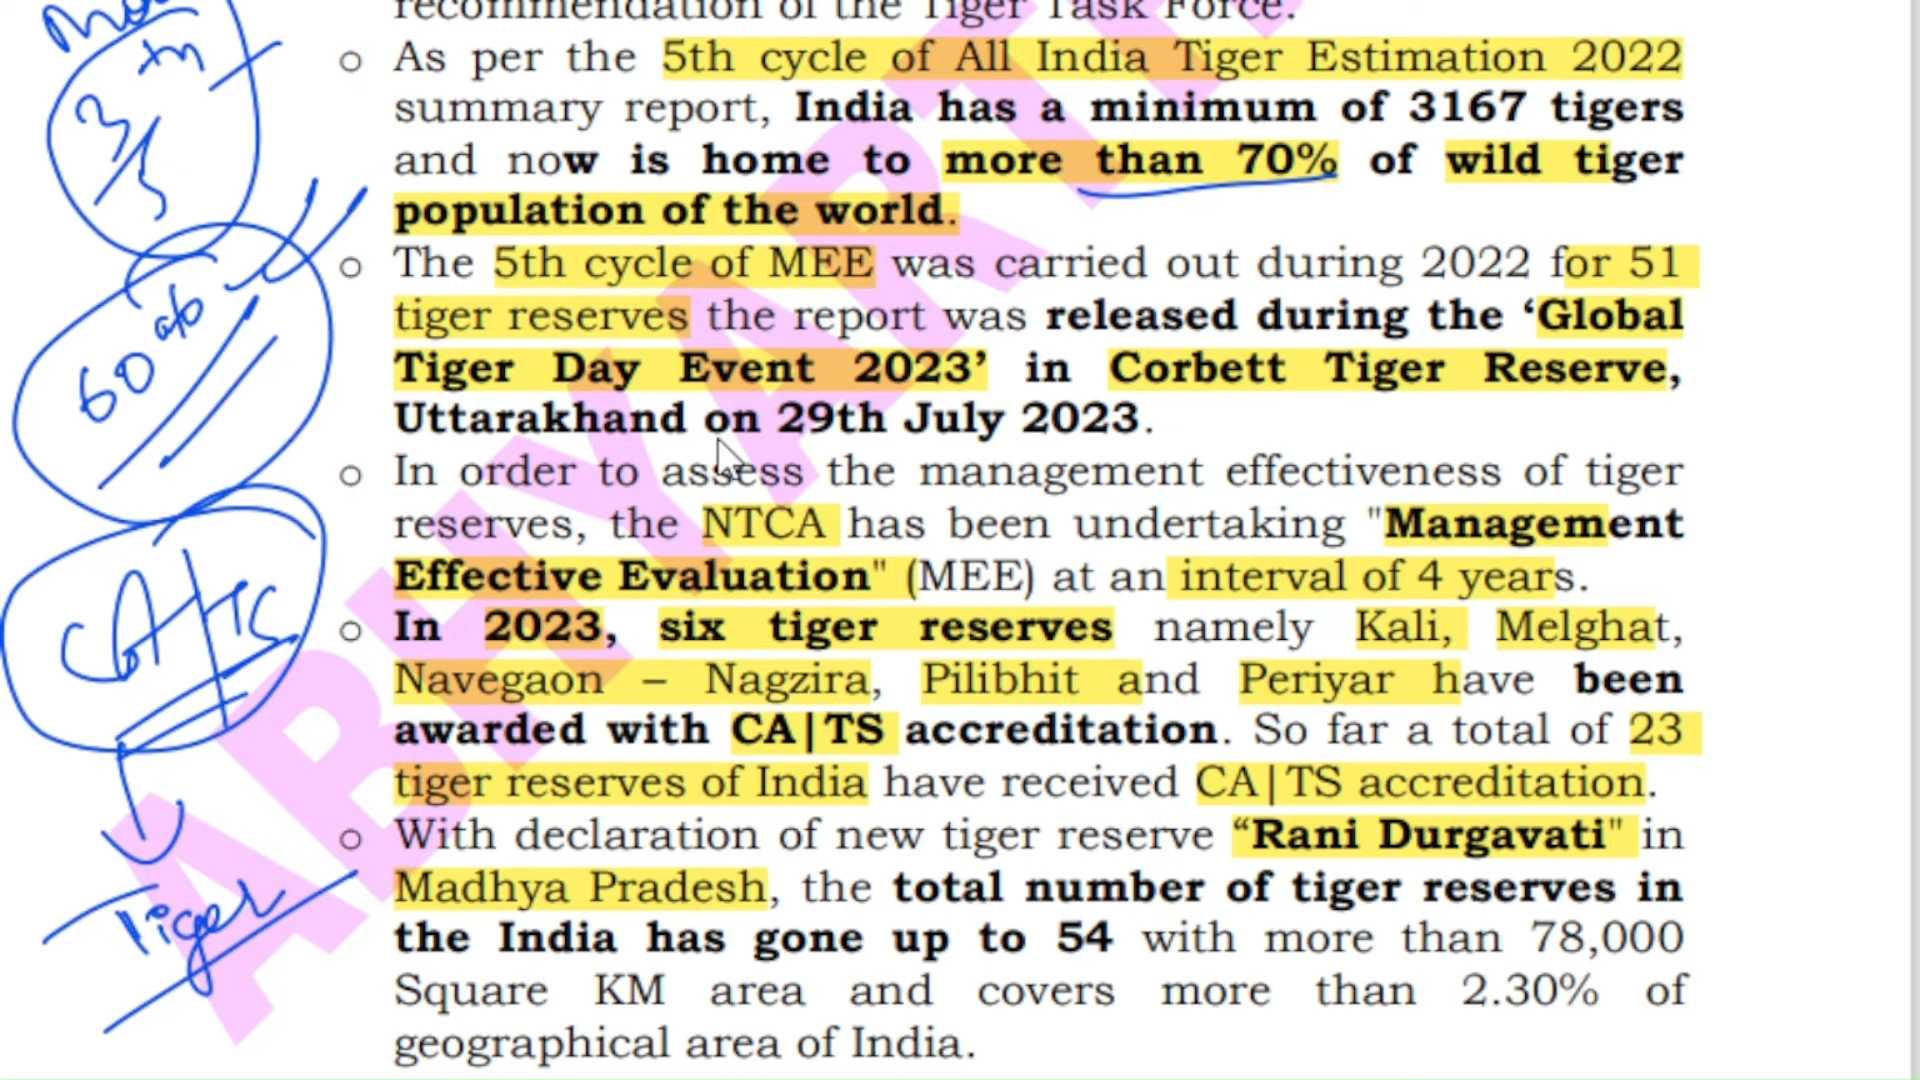 recommendation of the Tiger Task Force.
o As per the 5th cycle of All India Tiger Estimation 2022
summary report, India has a minimum of 3167 tigers
and now is home to more than 70% of wild tiger
population of the world.
o The 5th cycle of MEE was carried out during 2022 for 51
tiger reserves the report was released during the ‘Global
Tiger Day Event 2023’ in Corbett Tiger Reserve,
Uttarakhand on 29th July 2023.
o In order to assess the management effectiveness of tiger
reserves, the NTCA has been undertaking "Management
Effective Evaluation" (MEE) at an interval of 4 years.
o In 2023, six tiger reserves namely Kali, Melghat,
Navegaon – Nagzira, Pilibhit and Periyar have been
awarded with CA|TS accreditation. So far a total of 23
tiger reserves of India have received CA|TS accreditation.
o With declaration of new tiger reserve “Rani Durgavati" in
Madhya Pradesh, the total number of tiger reserves in
the India has gone up to 54 with more than 78,000
Square KM area and covers more than 2.30% of
geographical area of India.
60%
CA|TS
Tiger